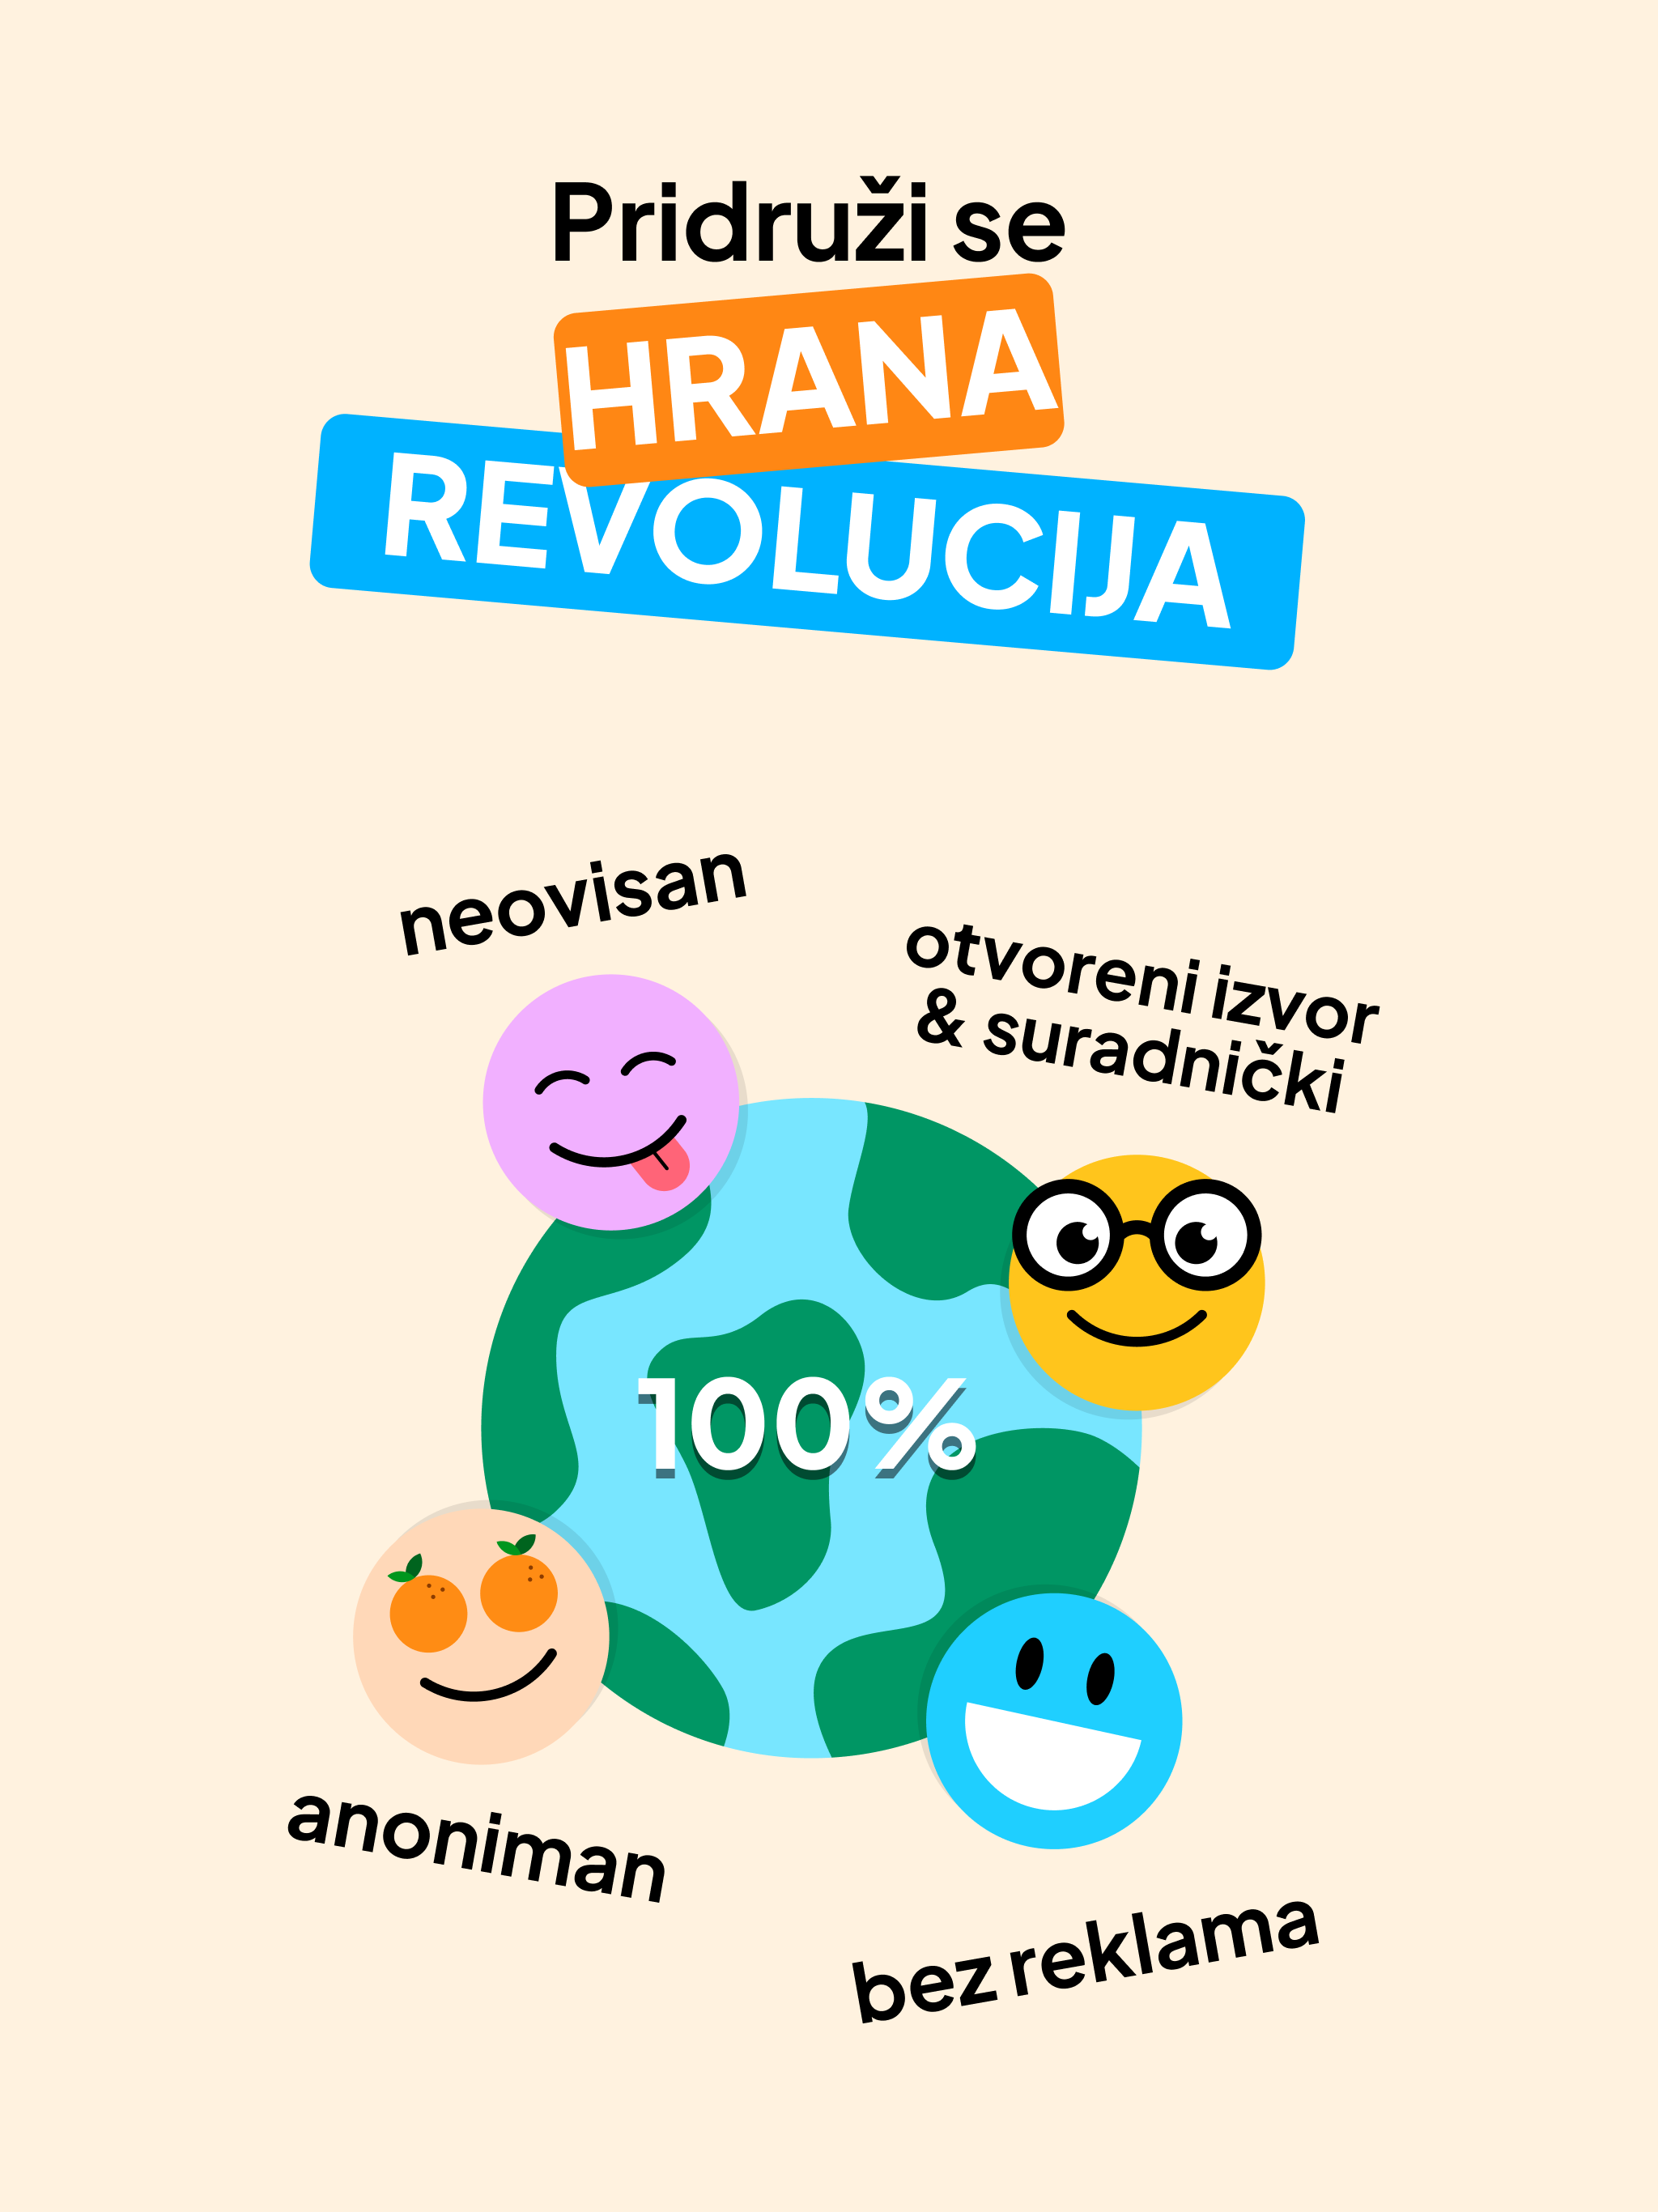 Pridruži se
HRANA
REVOLUCIJA
neovisan
otvoreni izvor
& suradnički
100%
anoniman
bez reklama